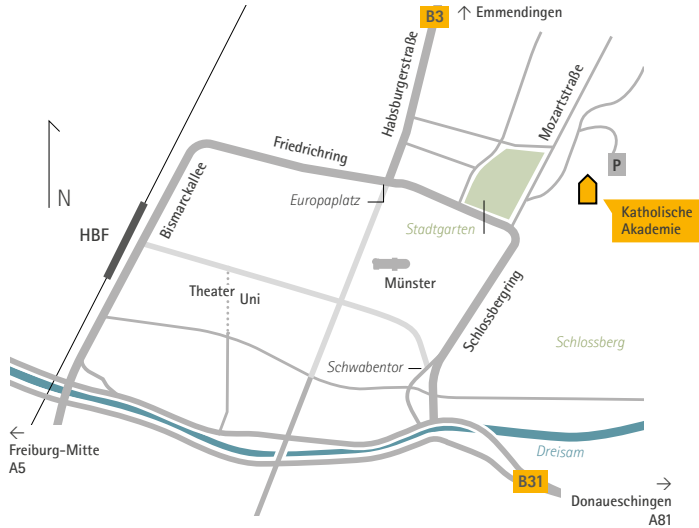 B3
↑ Emmendingen
Habsburgerstraße
Mozartstraße
Friedrichring
P
N
Bismarckallee
Europaplatz
Katholische
Akademie
Stadtgarten
HBF
Münster
Theater
Uni
Schlossbergring
Schlossberg
Schwabentor
←
Freiburg-Mitte
A5
Dreisam
B31
→
Donaueschingen
A81